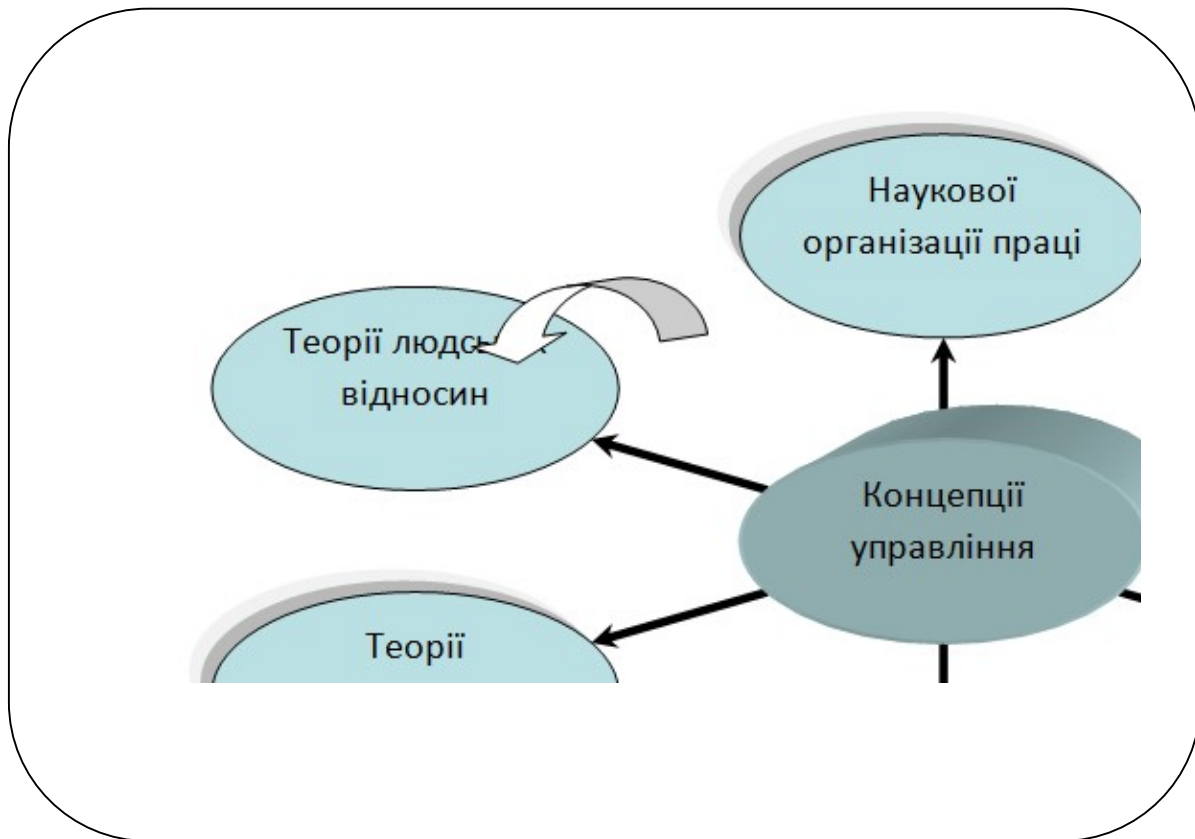 Наукової
організації праці
Теорії
відносин
Концепції
управління
Теорії